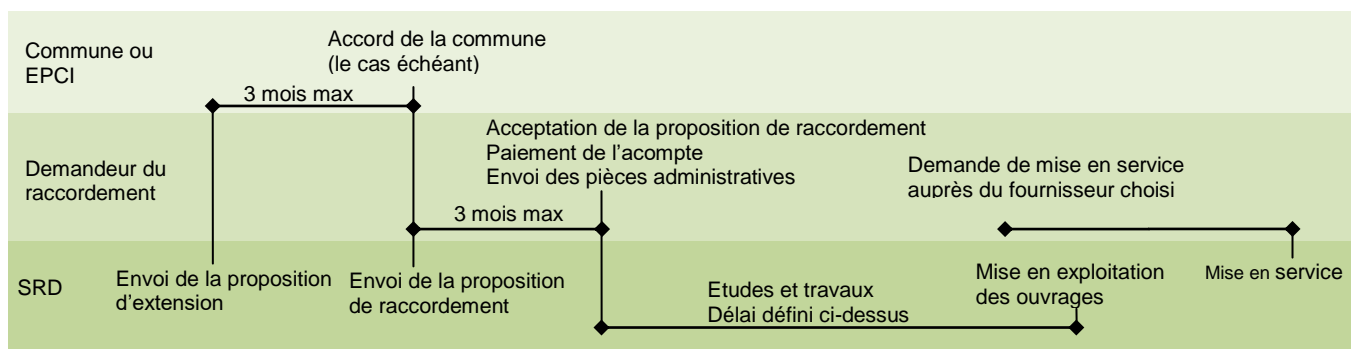 Commune ou
EPCI
Accord de la commune
(le cas échéant)
3 mois max
Demandeur du
raccordement
Acceptation de la proposition de raccordement
Paiement de l'acompte
Envoi des pièces administratives
3 mois max
Demande de mise en service
auprès du fournisseur choisi
SRD
Envoi de la proposition
d'extension
Envoi de la proposition
de raccordement
Etudes et travaux
Délai défini ci-dessus
Mise en exploitation
des ouvrages
Mise en service